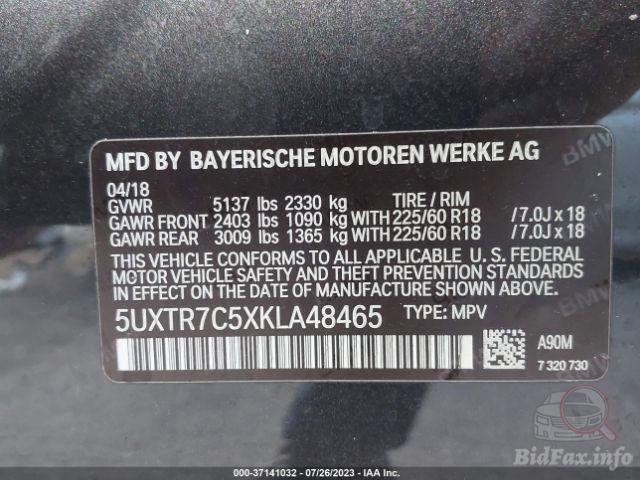 MFD BY BAYERISCHE MOTOREN WERKE AG
04/18
GVWR 5137 lbs 2330 kg TIRE / RIM
GAWR FRONT 2403 lbs 1090 kg WITH 225/60 R18 /7.0J x 18
GAWR REAR 3009 lbs 1365 kg WITH 225/60 R18 /7.0J x 18
THIS VEHICLE CONFORMS TO ALL APPLICABLE U. S. FEDERAL
MOTOR VEHICLE SAFETY AND THEFT PREVENTION STANDARDS
IN EFFECT ON THE DATE OF MANUFACTURE SHOWN ABOVE.
5UXTR7C5XKLA48465 TYPE: MPV
A90M
7 320 730
BMW
BMW
BidFax.info
000-37141032 - 07/26/2023 - IAA Inc.